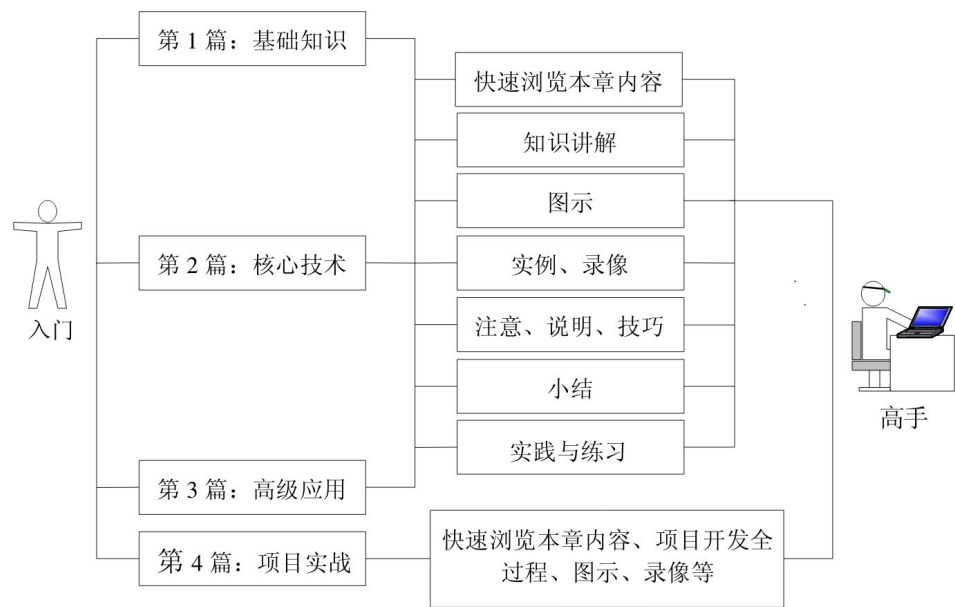 第 1 篇：基础知识
快速浏览本章内容
知识讲解
图示
第 2 篇：核心技术
实例、录像
入门
注意、说明、技巧
小结
高手
实践与练习
第 3 篇：高级应用
第 4 篇：项目实战
快速浏览本章内容、项目开发全
过程、图示、录像等